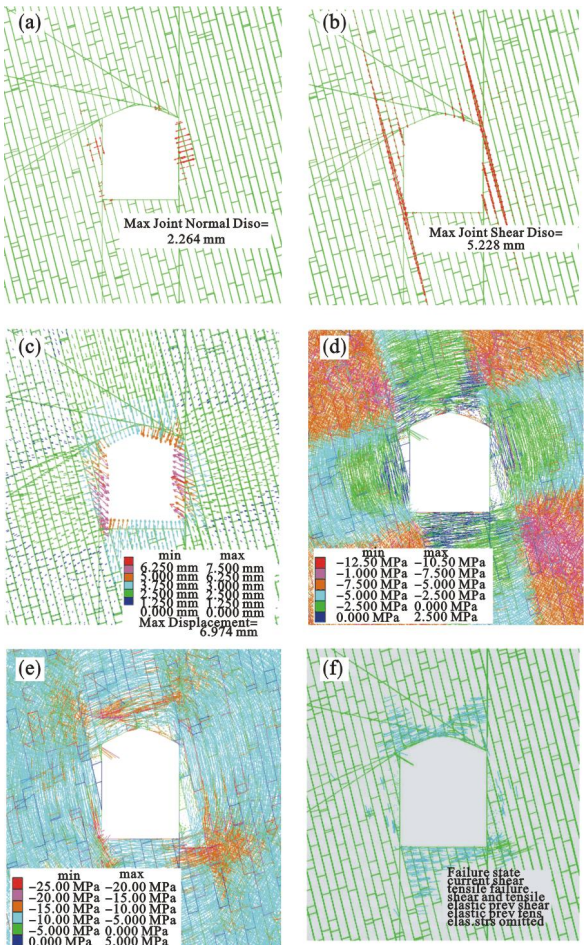 (a)
(b)
Max Joint Normal Diso=
2.264 mm
Max Joint Shear Diso=
5.228 mm
(c)
(d)
min max
6.250 mm 7.500 mm
5.000 mm 6.250 mm
3.750 mm 3.000 mm
2.500 mm 2.500 mm
1.250 mm 1.250 mm
0.000 mm 0.000 mm
Max Displacement=
6.974 mm
min max
−12.50 MPa −10.50 MPa
−1.000 MPa −7.500 MPa
−7.500 MPa −5.000 MPa
−5.000 MPa −2.500 MPa
−2.500 MPa 0.000 MPa
0.000 MPa 2.500 MPa
(e)
(f)
min max
−25.00 MPa −20.00 MPa
−20.00 MPa −15.00 MPa
−15.00 MPa −10.00 MPa
10.00 MPa −5.000 MPa
−5.000 MPa 0.000 MPa
0.000 MPa 5.000 MPa
Failure state
current shear
tensile failure
shear and tensile
elastic prev shear
elastic prev tens
elas.strs omitted